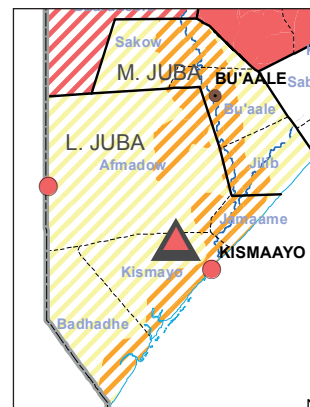 Sakow
M. JUBA
BU'AALE
Sab
Bu'aale
L. JUBA
Afmadow
Jilib
Jamaame
KISMAAYO
Kismayo
Badhadhe
N